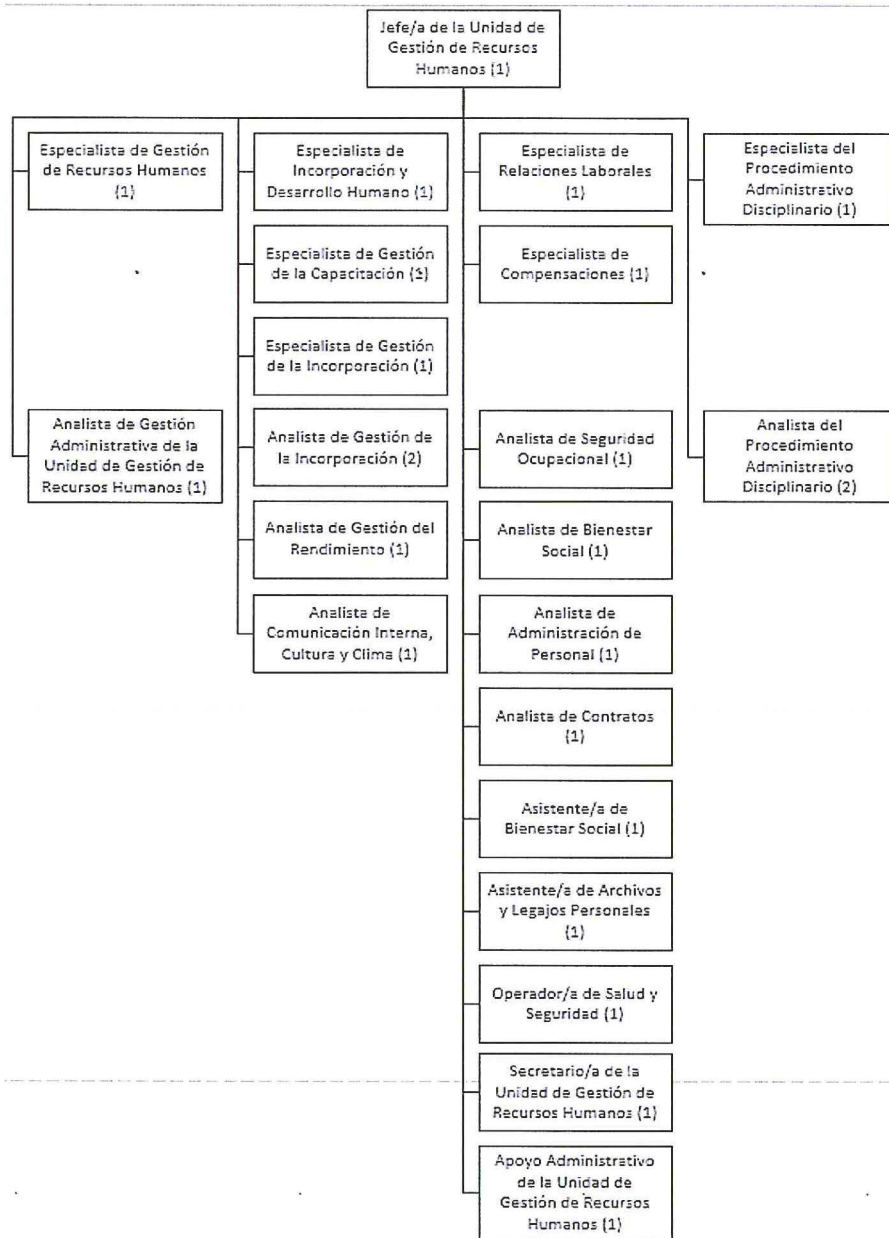 Jefe/a de la Unidad de
Gestión de Recursos
Humanos (1)
Especialista de Gestión
de Recursos Humanos
(1)
Analista de Gestión
Administrativa de la
Unidad de Gestión de
Recursos Humanos (1)
Especialista de
Incorporación y
Desarrollo Humano (1)
Especialista de Gestión
de la Capacitación (1)
Especialista de Gestión
de la Incorporación (1)
Analista de Gestión de
la Incorporación (2)
Analista de Gestión del
Rendimiento (1)
Analista de
Comunicación Interna,
Cultura y Clima (1)
Especialista de
Relaciones Laborales
(1)
Especialista de
Compensaciones (1)
Analista de Seguridad
Ocupacional (1)
Analista de Bienestar
Social (1)
Analista de
Administración de
Personal (1)
Analista de Contratos
(1)
Asistente/a de
Bienestar Social (1)
Asistente/a de Archivos
y Legajos Personales
(1)
Operador/a de Salud y
Seguridad (1)
Secretario/a de la
Unidad de Gestión de
Recursos Humanos (1)
Apoyo Administrativo
de la Unidad de
Gestión de Recursos
Humanos (1)
Especialista del
Procedimiento
Administrativo
Disciplinario (1)
Analista del
Procedimiento
Administrativo
Disciplinario (2)